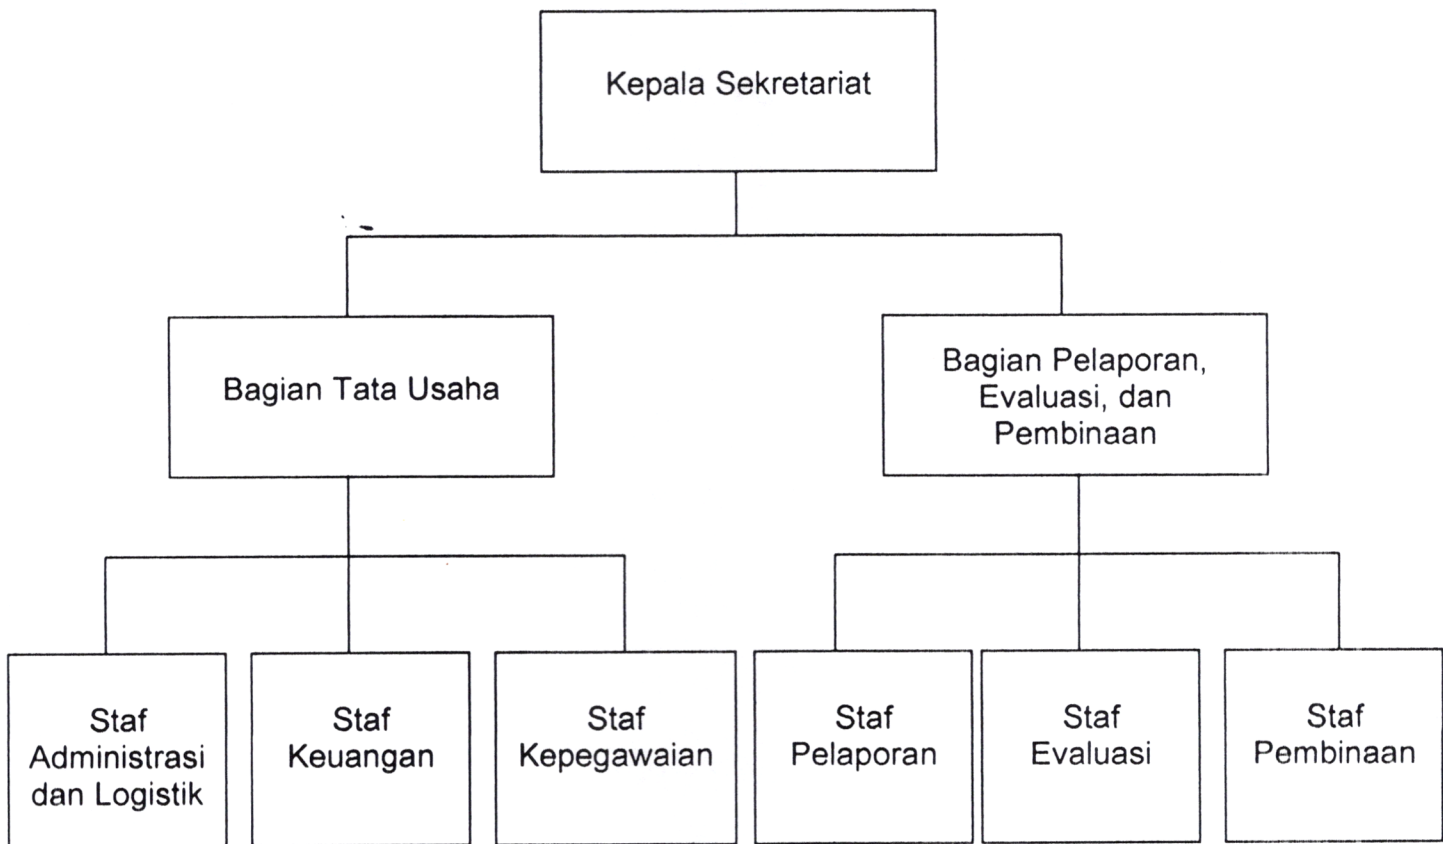 Kepala Sekretariat
Bagian Tata Usaha
Bagian Pelaporan,
Evaluasi, dan
Pembinaan
Staf
Administrasi
dan Logistik
Staf
Keuangan
Staf
Kepegawaian
Staf
Pelaporan
Staf
Evaluasi
Staf
Pembinaan